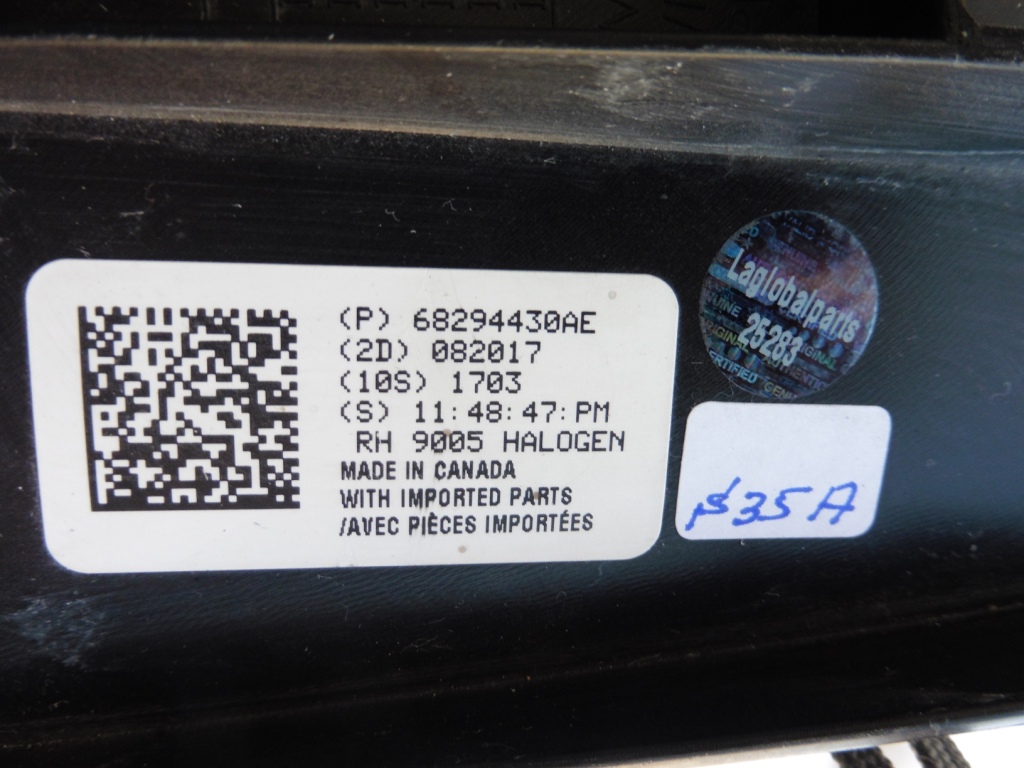 (P) 68294430AE
(2D) 082017
(10S) 1703
(S) 11:48:47:PM
RH 9005 HALOGEN
MADE IN CANADA
WITH IMPORTED PARTS
/AVEC PIÈCES IMPORTÉES
Laglobalparts
25283
$35A